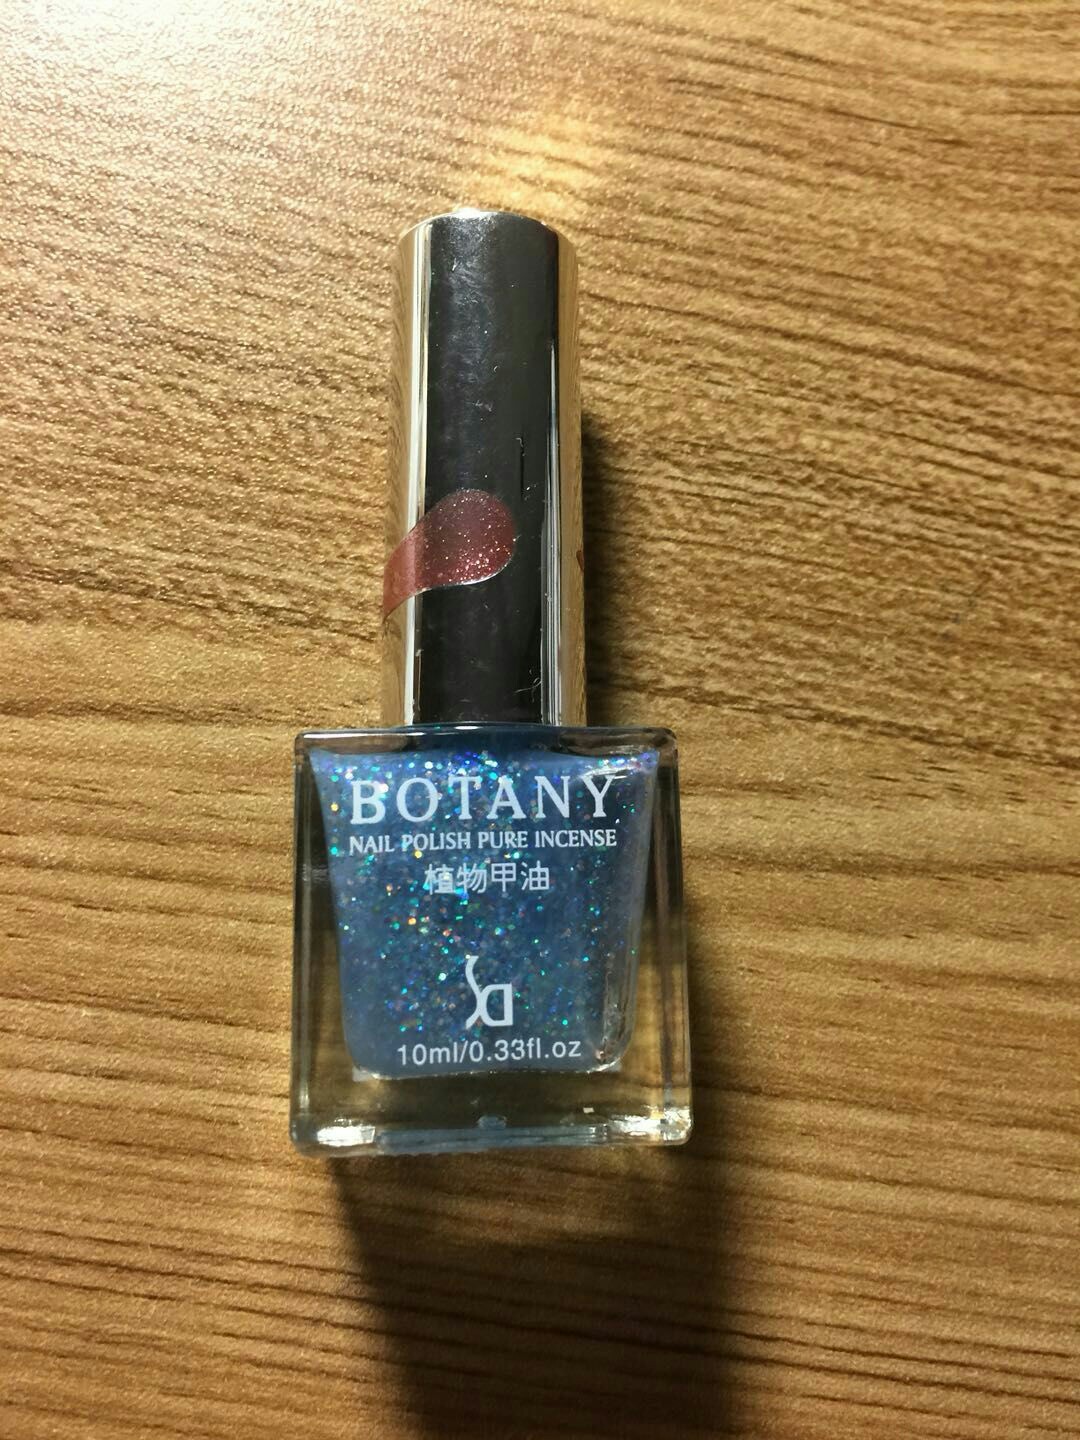 BOTANY
NAIL POLISH PURE INCENSE
植物甲油
10ml/0.33fl.oz